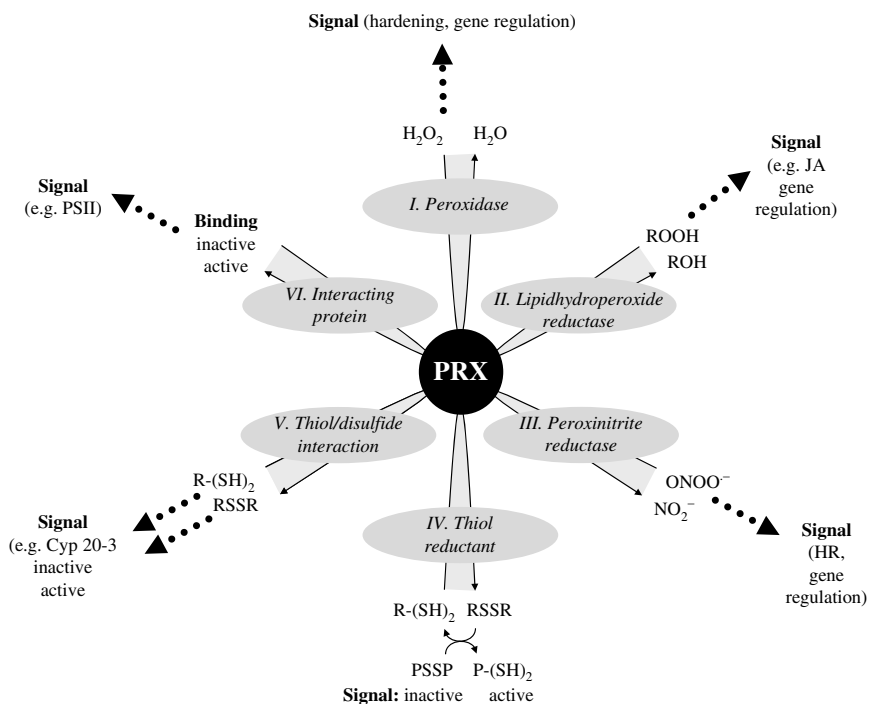 Signal (hardening, gene regulation)
H₂O₂ H₂O
I. Peroxidase
Signal
(e.g. JA
gene
regulation)
ROOH
ROH
II. Lipidhydroperoxide
reductase
Signal
(e.g. PSII)
Binding
inactive
active
VI. Interacting
protein
PRX
V. Thiol/disulfide
interaction
R-(SH)₂
RSSR
Signal
(e.g. Cyp 20-3
inactive
active
III. Peroxinitrite
reductase
ONOO·⁻
NO₂⁻
Signal
(HR,
gene
regulation)
IV. Thiol
reductant
R-(SH)₂ RSSR
PSSP P-(SH)₂
Signal: inactive active